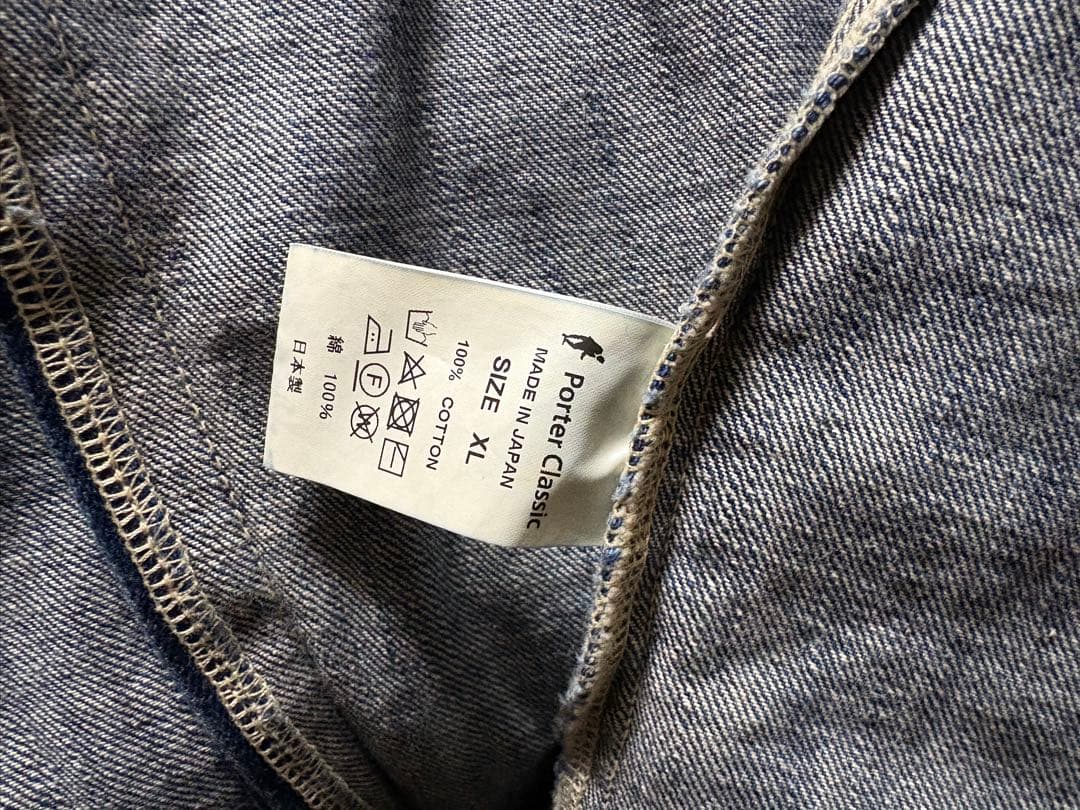 Porter Classic
MADE IN JAPAN
SIZE XL
100% COTTON
F
W
綿 100%
日本製